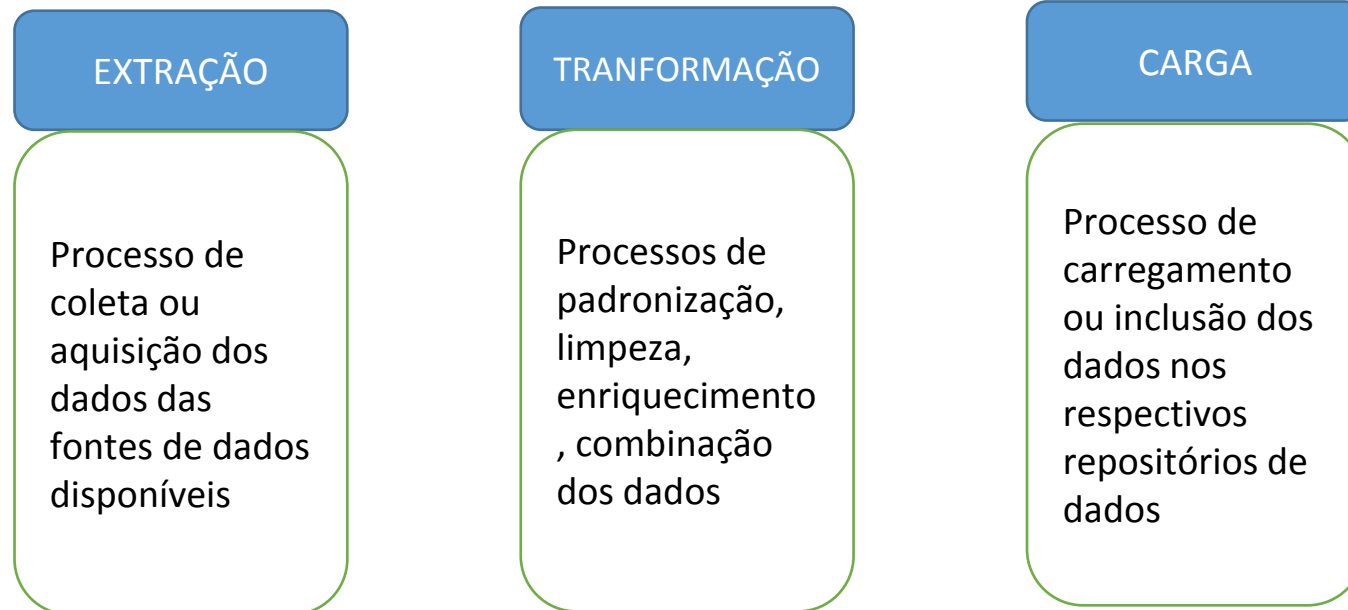 EXTRAÇÃO
Processo de
coleta ou
aquisição dos
dados das
fontes de dados
disponíveis
TRANFORMAÇÃO
Processos de
padronização,
limpeza,
enriquecimento
, combinação
dos dados
CARGA
Processo de
carregamento
ou inclusão dos
dados nos
respectivos
repositórios de
dados